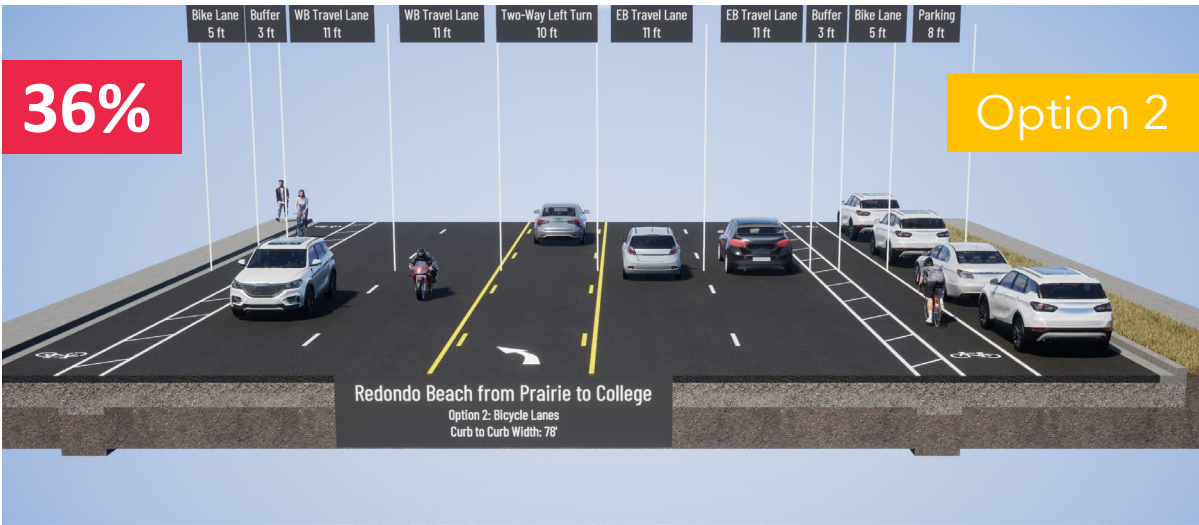 Bike Lane
5 ft
Buffer
3 ft
WB Travel Lane
11 ft
WB Travel Lane
11 ft
Two-Way Left Turn
10 ft
EB Travel Lane
11 ft
EB Travel Lane
11 ft
Buffer
3 ft
Bike Lane
5 ft
Parking
8 ft
36%
Option 2
Redondo Beach from Prairie to College
Option 2: Bicycle Lanes
Curb to Curb Width: 78'